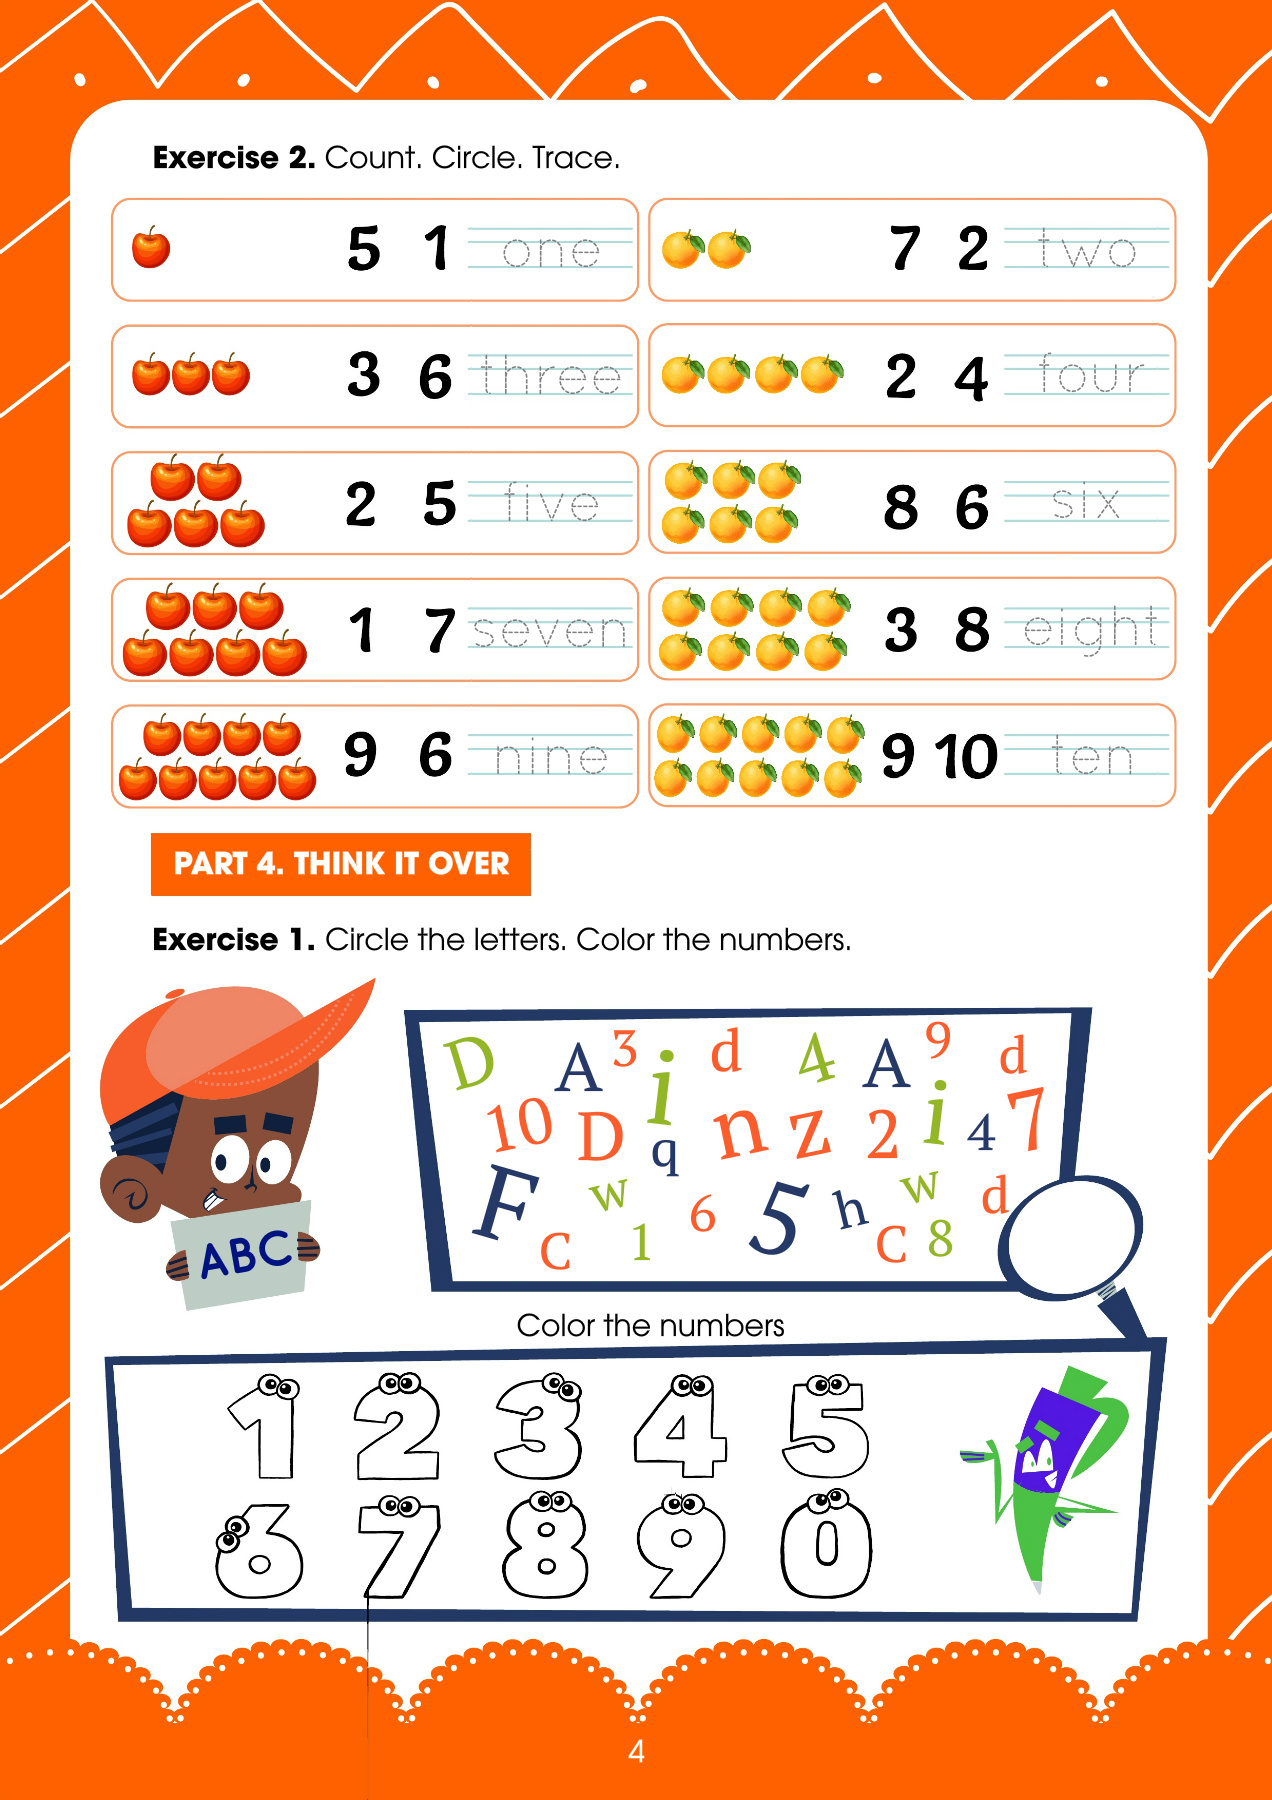 Exercise 2. Count. Circle. Trace.
5 1 one
7 2 two
3 6 three
2 4 four
2 5 five
8 6 six
1 7 seven
3 8 eight
9 6 nine
9 10 ten
PART 4. THINK IT OVER
Exercise 1. Circle the letters. Color the numbers.
D A 3 i d 4 A 9 d
10 D q n z 2 i 4 7
F w 6 5 h w d
C 1 C 8
ABC
Color the numbers
1 2 3 4 5
6 7 8 9 0
4